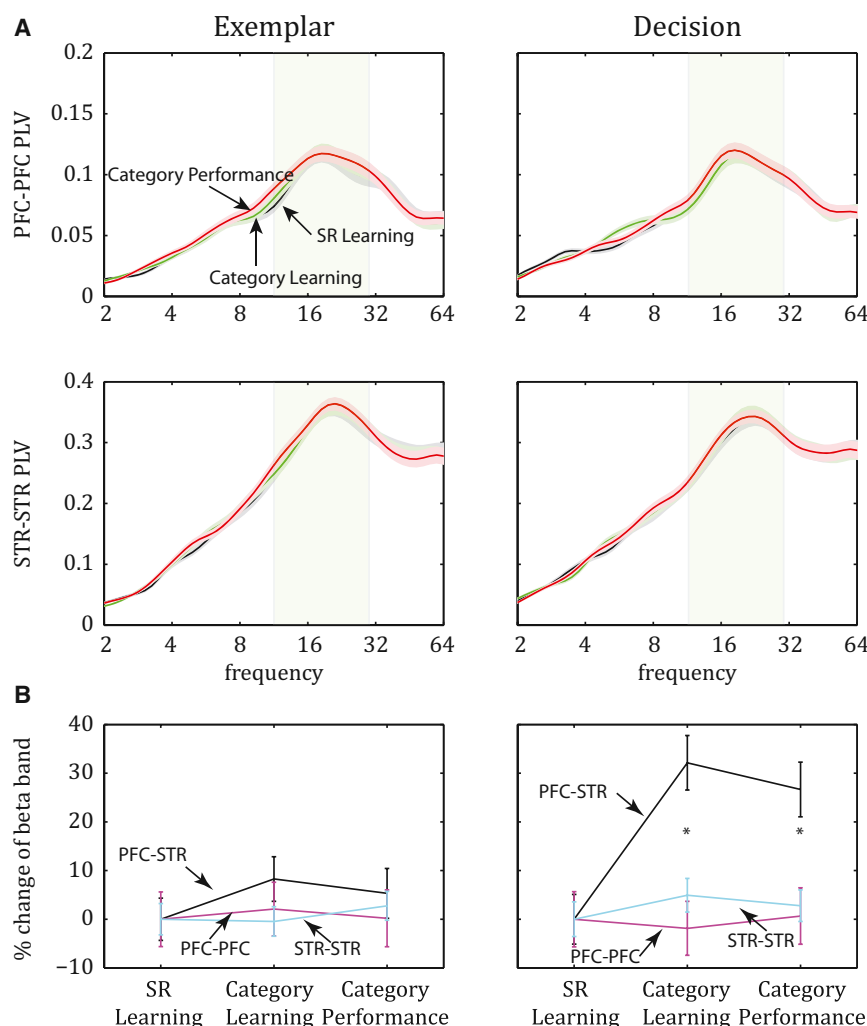 A
Exemplar
Decision
PFC-PFC PLV
0.2
0.15
0.1
0.05
0
Category Performance
SR Learning
Category Learning
2 4 8 16 32 64
2 4 8 16 32 64
STR-STR PLV
0.4
0.3
0.2
0.1
0
2 4 8 16 32 64
2 4 8 16 32 64
frequency
frequency
B
% change of beta band
40
30
20
10
0
−10
PFC-STR
PFC-PFC
STR-STR
SR Learning
Category Learning
Category Performance
PFC-STR
*
*
STR-STR
PFC-PFC
SR Learning
Category Learning
Category Performance